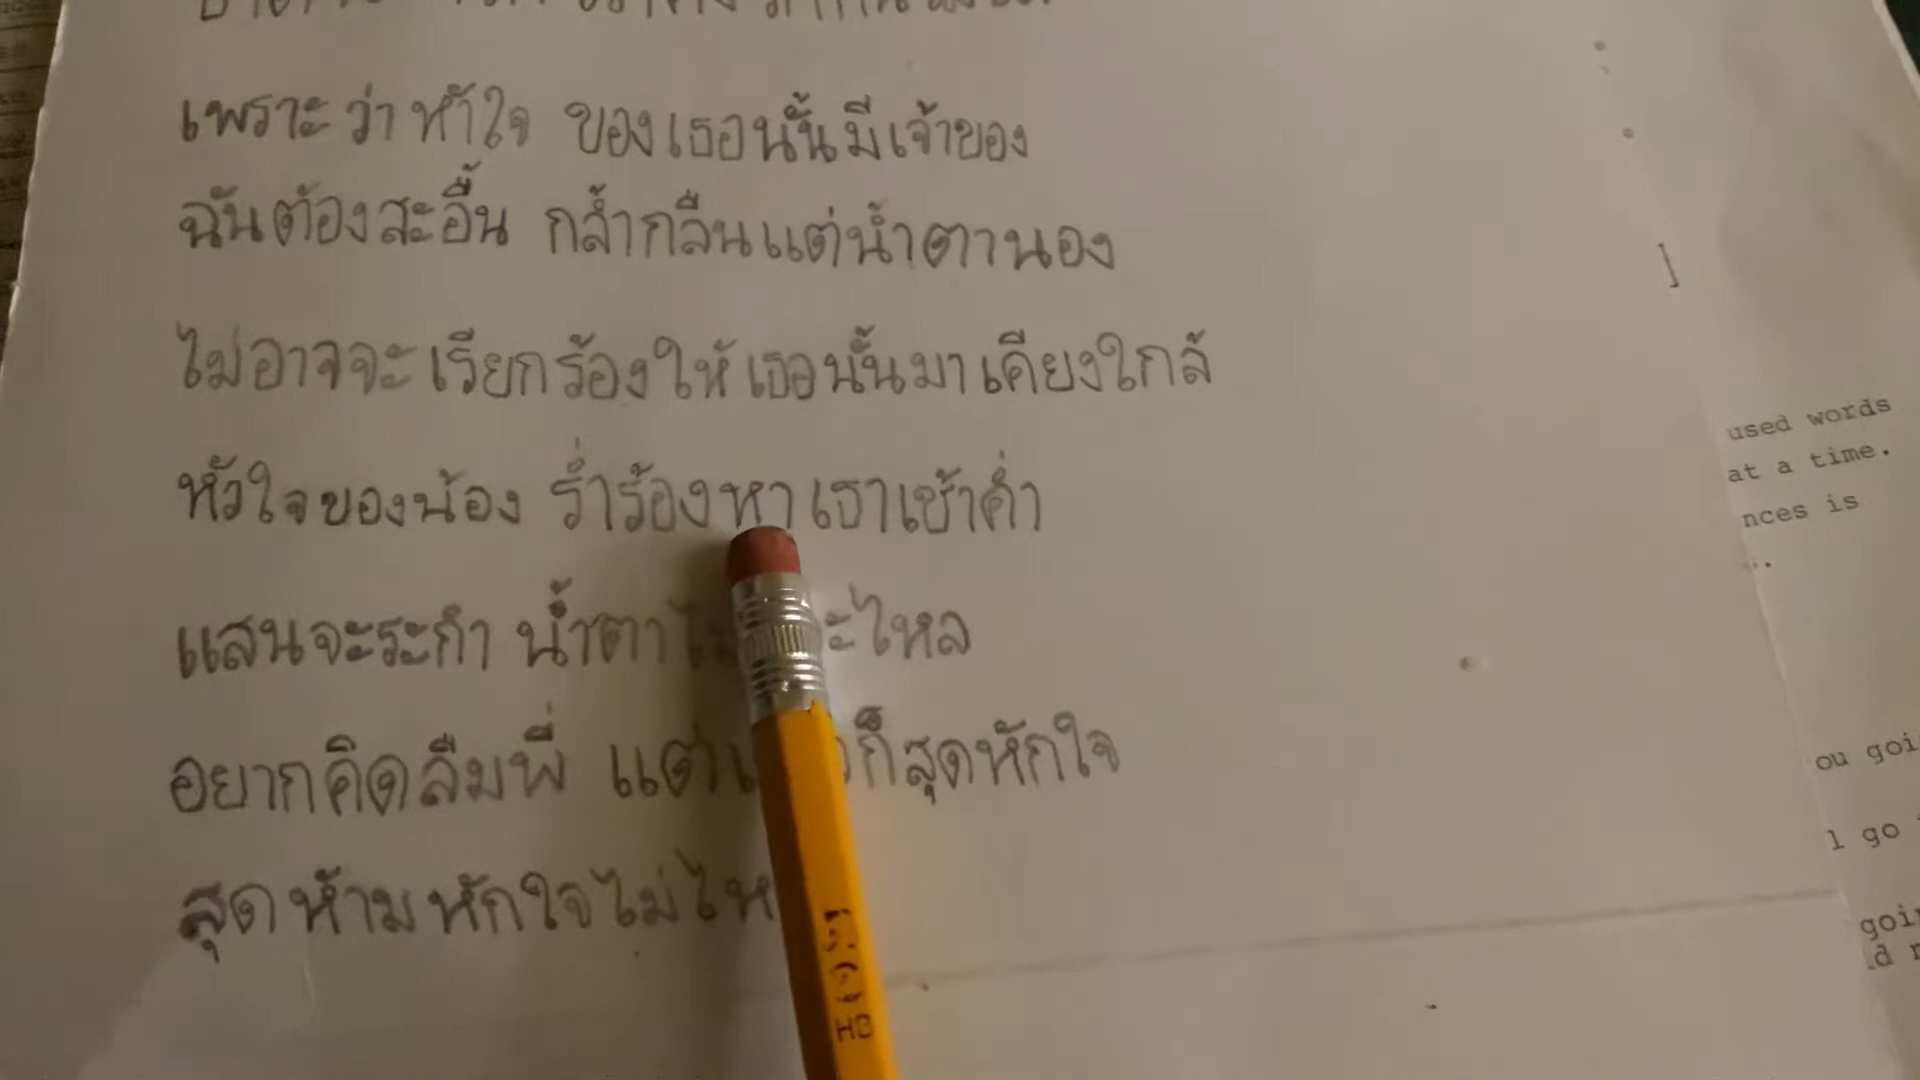 เพราะว่าหัวใจ ของเธอนั้นมีเจ้าของ
ฉันต้องสะอื้น กล้ำกลืนแต่น้ำตานอง
ไม่อาจจะเรียกร้องให้เธอนั้นมาเคียงใกล้
หัวใจของน้อง ร่ำร้องหาเธาเช้าค่ำ
แสนจะระกำ น้ำตา ไหล
อยากคิดลืมพี่ ก็สุดหักใจ
สุดห้ามหักใจไม่
]
used words
at a time.
nces is
ou goi
l go
goi
HB